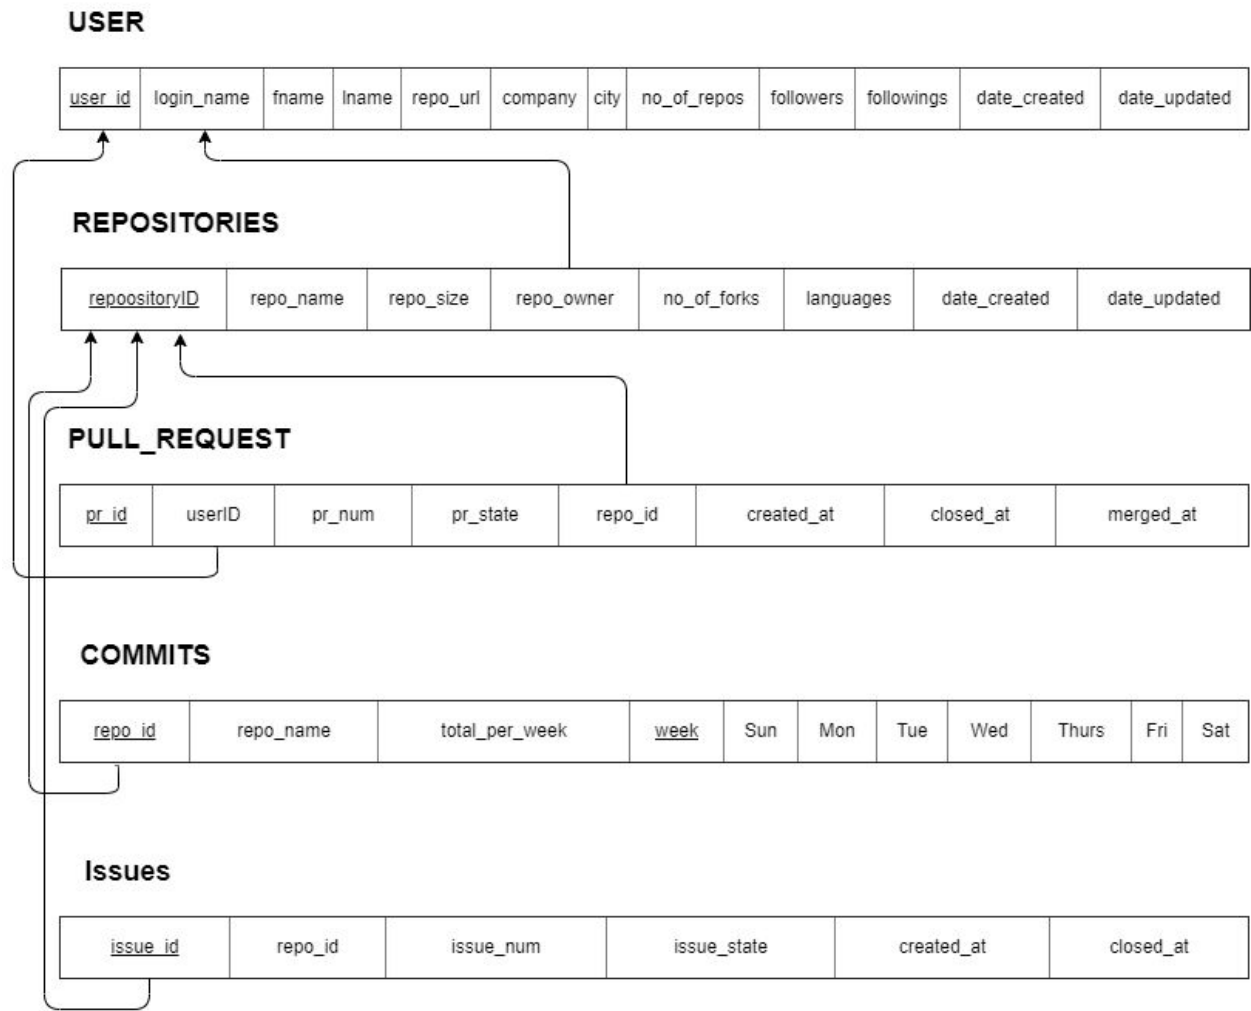 USER
user_id login_name fname lname repo_url company city no_of_repos followers followings date_created date_updated
REPOSITORIES
repoositoryID repo_name repo_size repo_owner no_of_forks languages date_created date_updated
PULL_REQUEST
pr_id userID pr_num pr_state repo_id created_at closed_at merged_at
COMMITS
repo_id repo_name total_per_week week Sun Mon Tue Wed Thurs Fri Sat
Issues
issue_id repo_id issue_num issue_state created_at closed_at